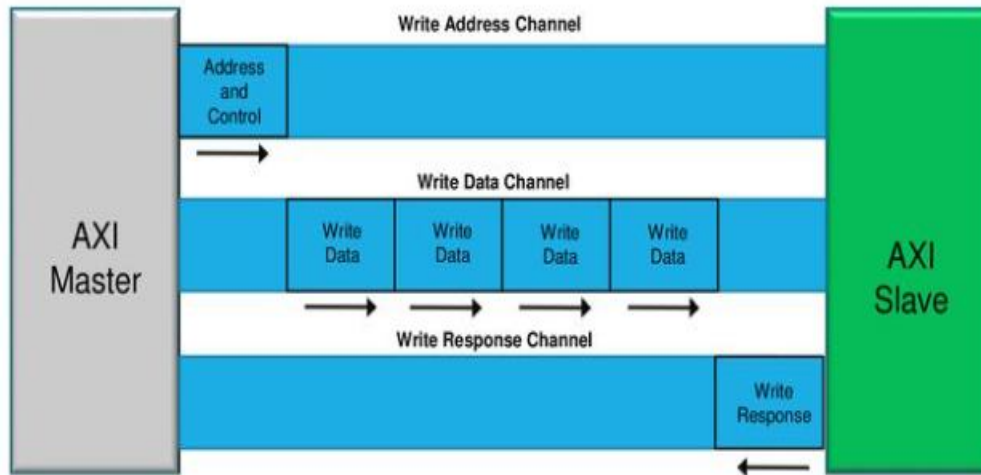 Write Address Channel
Address
and
Control
Write Data Channel
AXI
Master
Write
Data
Write
Data
Write
Data
Write
Data
AXI
Slave
Write Response Channel
Write
Response